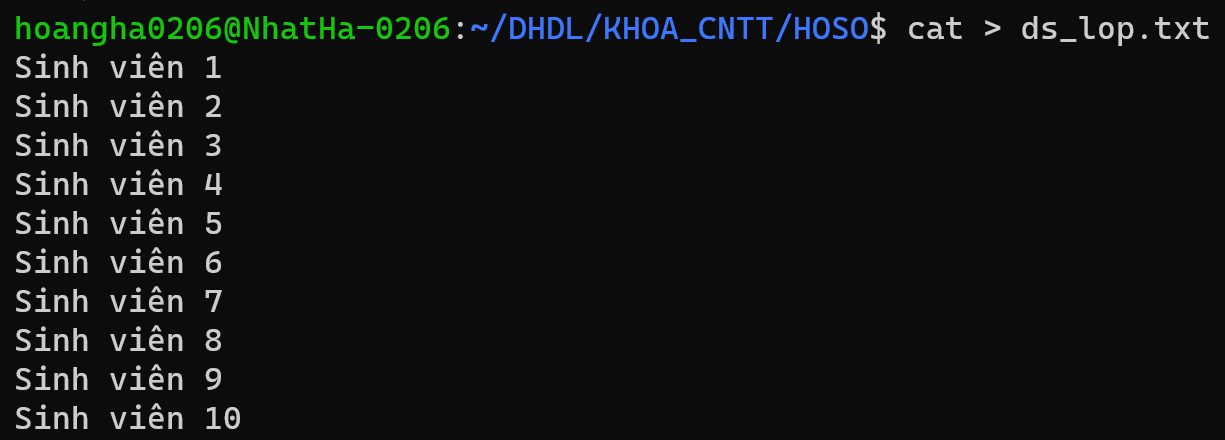 hoangha0206@NhatHa-0206:~/DHDL/KHOA_CNTT/HOSO$ cat > ds_lop.txt
Sinh viên 1
Sinh viên 2
Sinh viên 3
Sinh viên 4
Sinh viên 5
Sinh viên 6
Sinh viên 7
Sinh viên 8
Sinh viên 9
Sinh viên 10